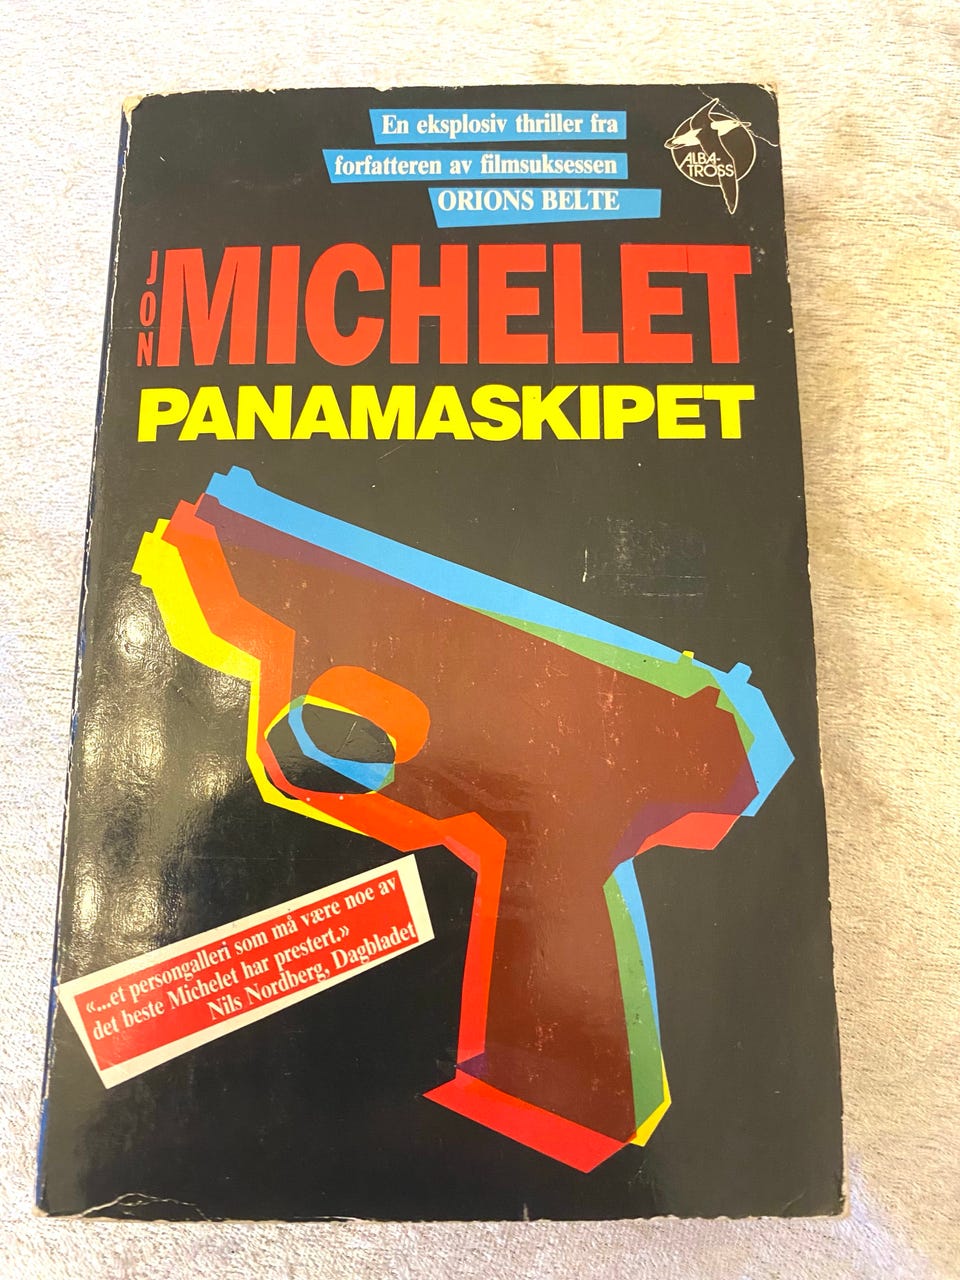 En eksplosiv thriller fra
forfatteren av filmsuksessen
ORIONS BELTE
ALBA-
TROSS
JON
MICHELET
PANAMASKIPET
«...et persongalleri som må være noe av
det beste Michelet har prestert.»
Nils Nordberg, Dagbladet